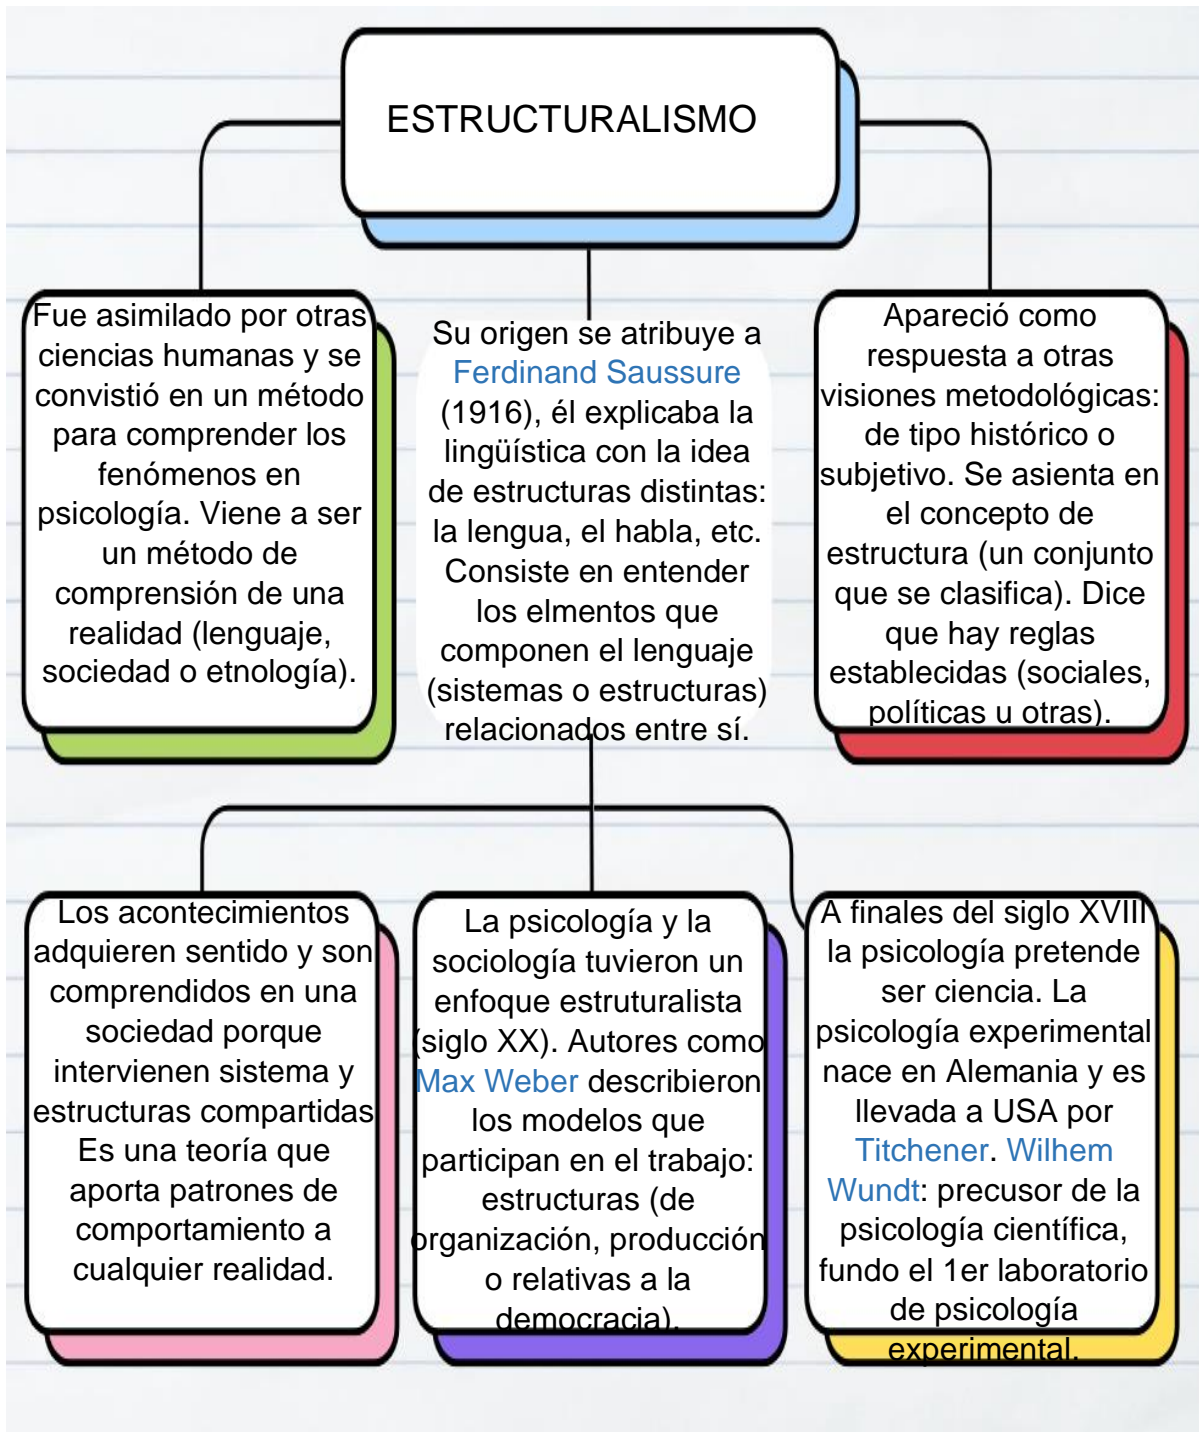 ESTRUCTURALISMO
Fue asimilado por otras
ciencias humanas y se
convistió en un método
para comprender los
fenómenos en
psicología. Viene a ser
un método de
comprensión de una
realidad (lenguaje,
sociedad o etnología).
Su origen se atribuye a
Ferdinand Saussure
(1916), él explicaba la
lingüística con la idea
de estructuras distintas:
la lengua, el habla, etc.
Consiste en entender
los elmentos que
componen el lenguaje
(sistemas o estructuras)
relacionados entre sí.
Apareció como
respuesta a otras
visiones metodológicas:
de tipo histórico o
subjetivo. Se asienta en
el concepto de
estructura (un conjunto
que se clasifica). Dice
que hay reglas
establecidas (sociales,
políticas u otras).
Los acontecimientos
adquieren sentido y son
comprendidos en una
sociedad porque
intervienen sistema y
estructuras compartidas
Es una teoría que
aporta patrones de
comportamiento a
cualquier realidad.
La psicología y la
sociología tuvieron un
enfoque estruturalista
(siglo XX). Autores como
Max Weber describieron
los modelos que
participan en el trabajo:
estructuras (de
organización, producción
o relativas a la
democracia).
A finales del siglo XVIII
la psicología pretende
ser ciencia. La
psicología experimental
nace en Alemania y es
llevada a USA por
Titchener. Wilhem
Wundt: precusor de la
psicología científica,
fundo el 1er laboratorio
de psicología
experimental.